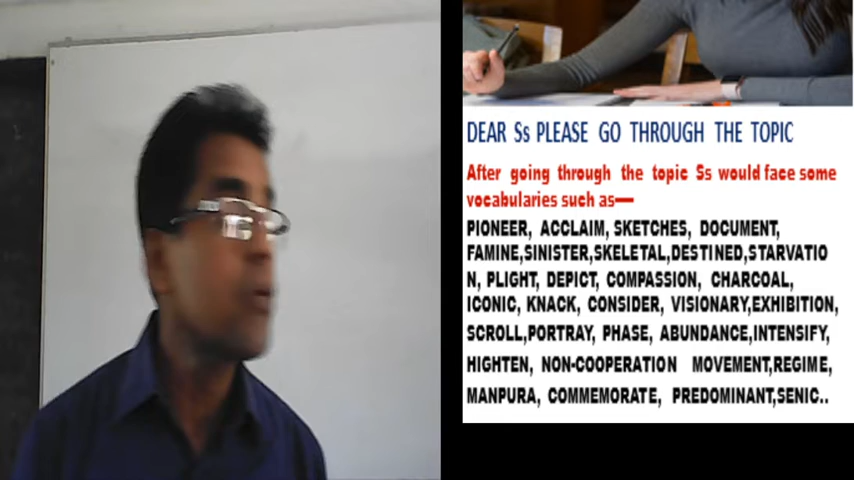 DEAR Ss PLEASE GO THROUGH THE TOPIC
After going through the topic Ss would face some
vocabularies such as—
PIONEER, ACCLAIM, SKETCHES, DOCUMENT,
FAMINE,SINISTER,SKELETAL,DESTINED,STARVATIO
N, PLIGHT, DEPICT, COMPASSION, CHARCOAL,
ICONIC, KNACK, CONSIDER, VISIONARY,EXHIBITION,
SCROLL,PORTRAY, PHASE, ABUNDANCE,INTENSIFY,
HIGHTEN, NON-COOPERATION MOVEMENT,REGIME,
MANPURA, COMMEMORATE, PREDOMINANT,SENIC..